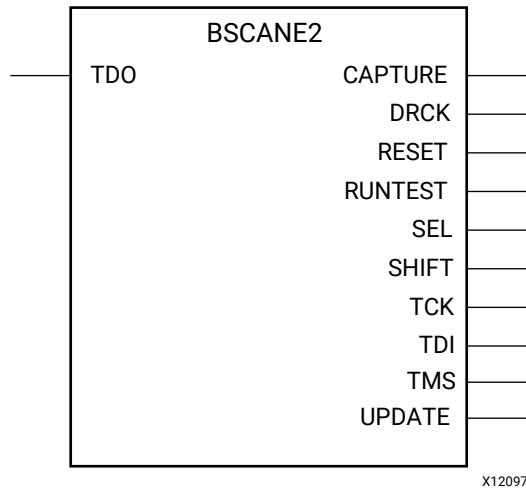 BSCANE2
TDO CAPTURE
DRCK
RESET
RUNTEST
SEL
SHIFT
TCK
TDI
TMS
UPDATE
X12097